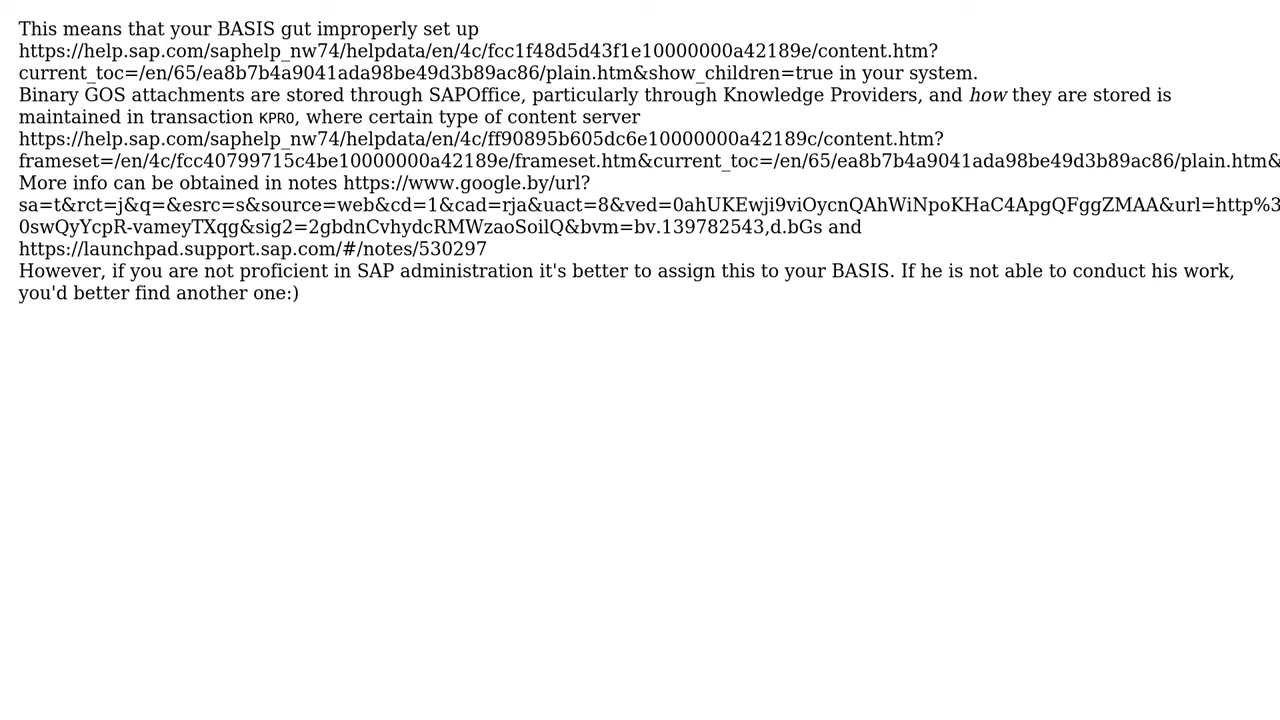 This means that your BASIS gut improperly set up
https://help.sap.com/saphelp_nw74/helpdata/en/4c/fcc1f48d5d43f1e10000000a42189e/content.htm?
current_toc=/en/65/ea8b7b4a9041ada98be49d3b89ac86/plain.htm&show_children=true in your system.
Binary GOS attachments are stored through SAPOffice, particularly through Knowledge Providers, and how they are stored is
maintained in transaction KPRO, where certain type of content server
https://help.sap.com/saphelp_nw74/helpdata/en/4c/ff90895b605dc6e10000000a42189c/content.htm?
frameset=/en/4c/fcc40799715c4be10000000a42189e/frameset.htm&current_toc=/en/65/ea8b7b4a9041ada98be49d3b89ac86/plain.htm&
More info can be obtained in notes https://www.google.by/url?
sa=t&rct=j&q=&esrc=s&source=web&cd=1&cad=rja&uact=8&ved=0ahUKEwji9viOycnQAhWiNpoKHaC4ApgQFggZMAA&url=http%3
0swQyYcpR-vameyTXqg&sig2=2gbdnCvhydcRMWzaoSoilQ&bvm=bv.139782543,d.bGs and
https://launchpad.support.sap.com/#/notes/530297
However, if you are not proficient in SAP administration it's better to assign this to your BASIS. If he is not able to conduct his work,
you'd better find another one:)